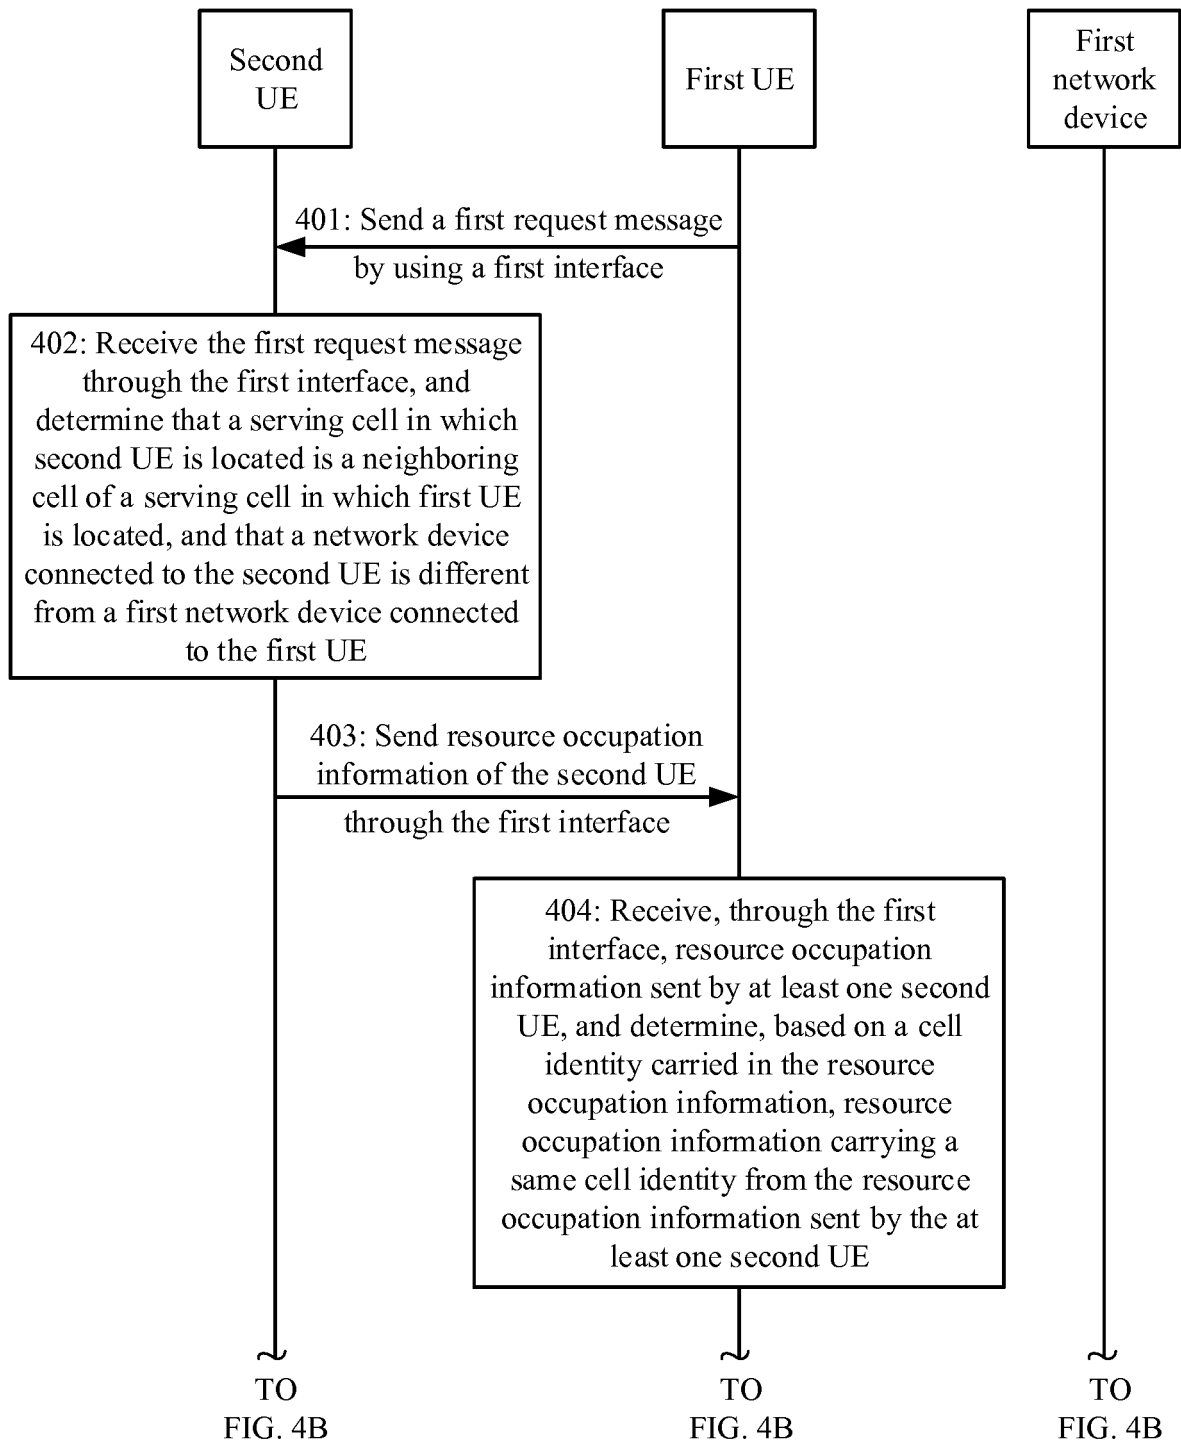 Second
UE
First UE
First
network
device
401: Send a first request message
by using a first interface
402: Receive the first request message
through the first interface, and
determine that a serving cell in which
second UE is located is a neighboring
cell of a serving cell in which first UE
is located, and that a network device
connected to the second UE is different
from a first network device connected
to the first UE
403: Send resource occupation
information of the second UE
through the first interface
404: Receive, through the first
interface, resource occupation
information sent by at least one second
UE, and determine, based on a cell
identity carried in the resource
occupation information, resource
occupation information carrying a
same cell identity from the resource
occupation information sent by the at
least one second UE
TO
FIG. 4B
TO
FIG. 4B
TO
FIG. 4B